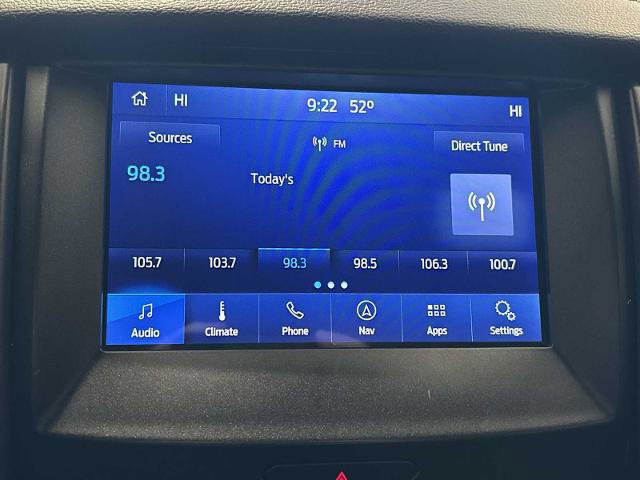 HI 9:22 52° HI
Sources FM Direct Tune
98.3 Today's
105.7 103.7 98.3 98.5 106.3 100.7
Audio Climate Phone Nav Apps Settings